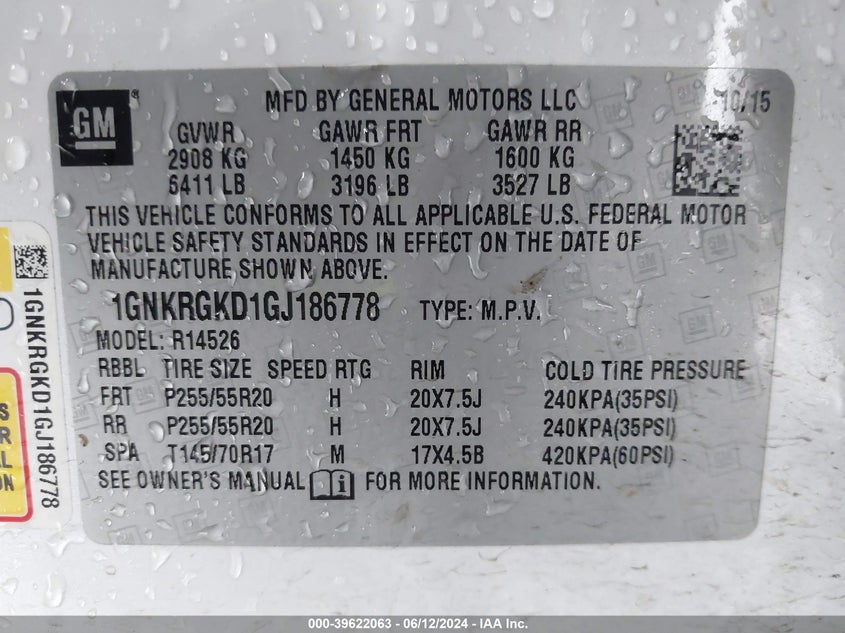 GM ®
MFD BY GENERAL MOTORS LLC 10/15
GVWR GAWR FRT GAWR RR
2908 KG 1450 KG 1600 KG
6411 LB 3196 LB 3527 LB
THIS VEHICLE CONFORMS TO ALL APPLICABLE U.S. FEDERAL MOTOR
VEHICLE SAFETY STANDARDS IN EFFECT ON THE DATE OF
MANUFACTURE SHOWN ABOVE.
1GNKRGKD1GJ186778 TYPE: M.P.V.
MODEL: R14526
RBBL TIRE SIZE SPEED RTG RIM COLD TIRE PRESSURE
FRT P255/55R20 H 20X7.5J 240KPA(35PSI)
RR P255/55R20 H 20X7.5J 240KPA(35PSI)
SPA T145/70R17 M 17X4.5B 420KPA(60PSI)
SEE OWNER'S MANUAL i FOR MORE INFORMATION.
1GNKRGKD1GJ186778
000-39622063 - 06/12/2024 - IAA Inc.